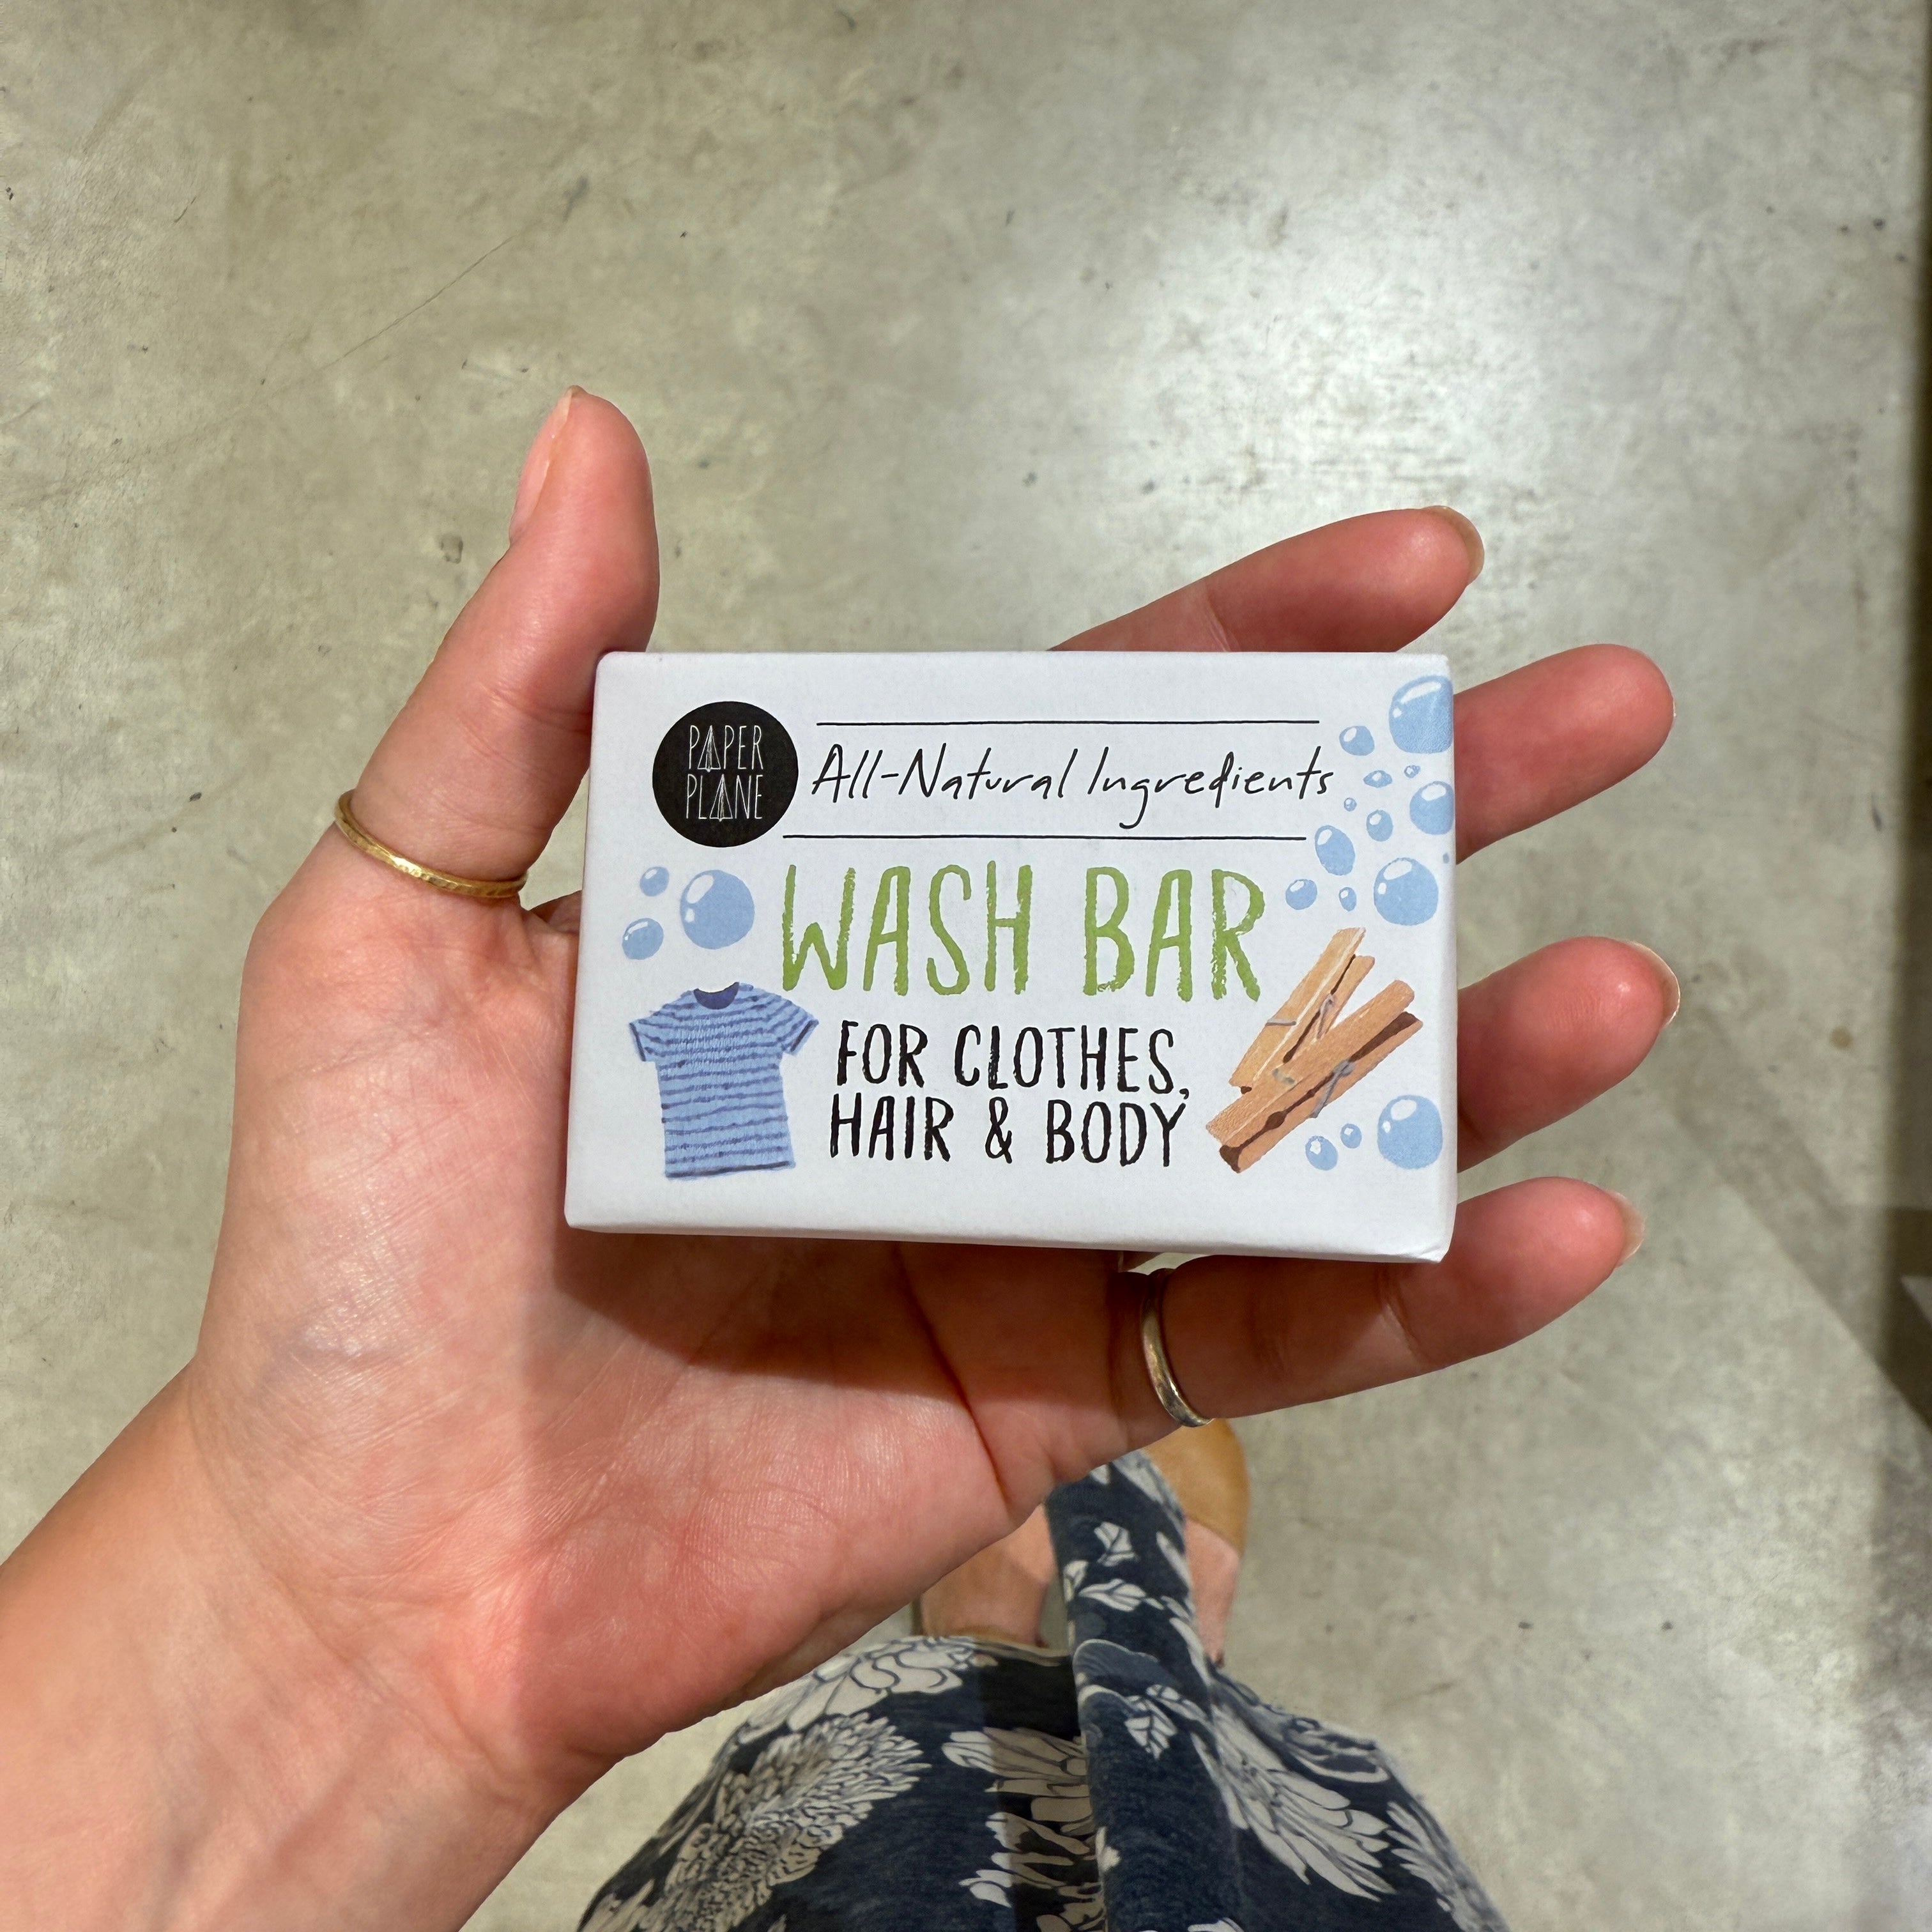 PAPER
PLANE
All-Natural Ingredients
WASH BAR
FOR CLOTHES,
HAIR & BODY